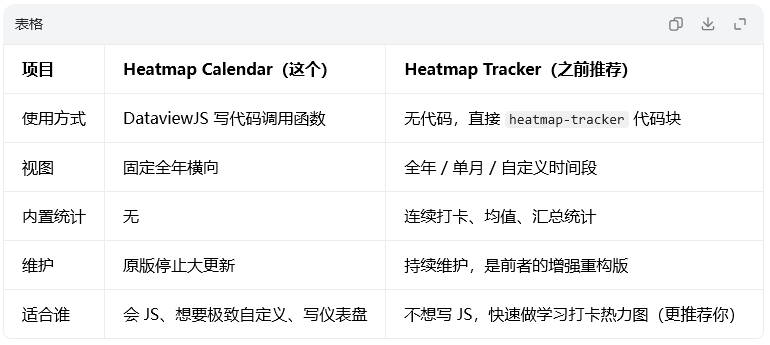 表格
项目 Heatmap Calendar（这个） Heatmap Tracker（之前推荐）
使用方式 DataviewJS 写代码调用函数 无代码，直接 heatmap-tracker 代码块
视图 固定全年横向 全年 / 单月 / 自定义时间段
内置统计 无 连续打卡、均值、汇总统计
维护 原版停止大更新 持续维护，是前者的增强重构版
适合谁 会 JS、想要极致自定义、写仪表盘 不想写 JS，快速做学习打卡热力图（更推荐你）